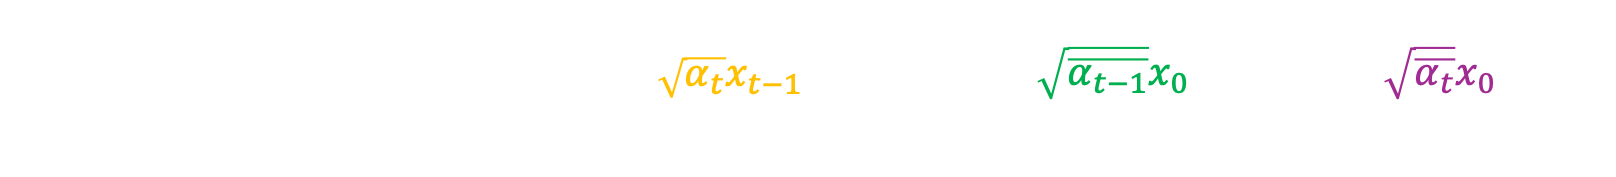 √α_t x_{t−1} √ᾱ_{t−1} x_0 √ᾱ_t x_0